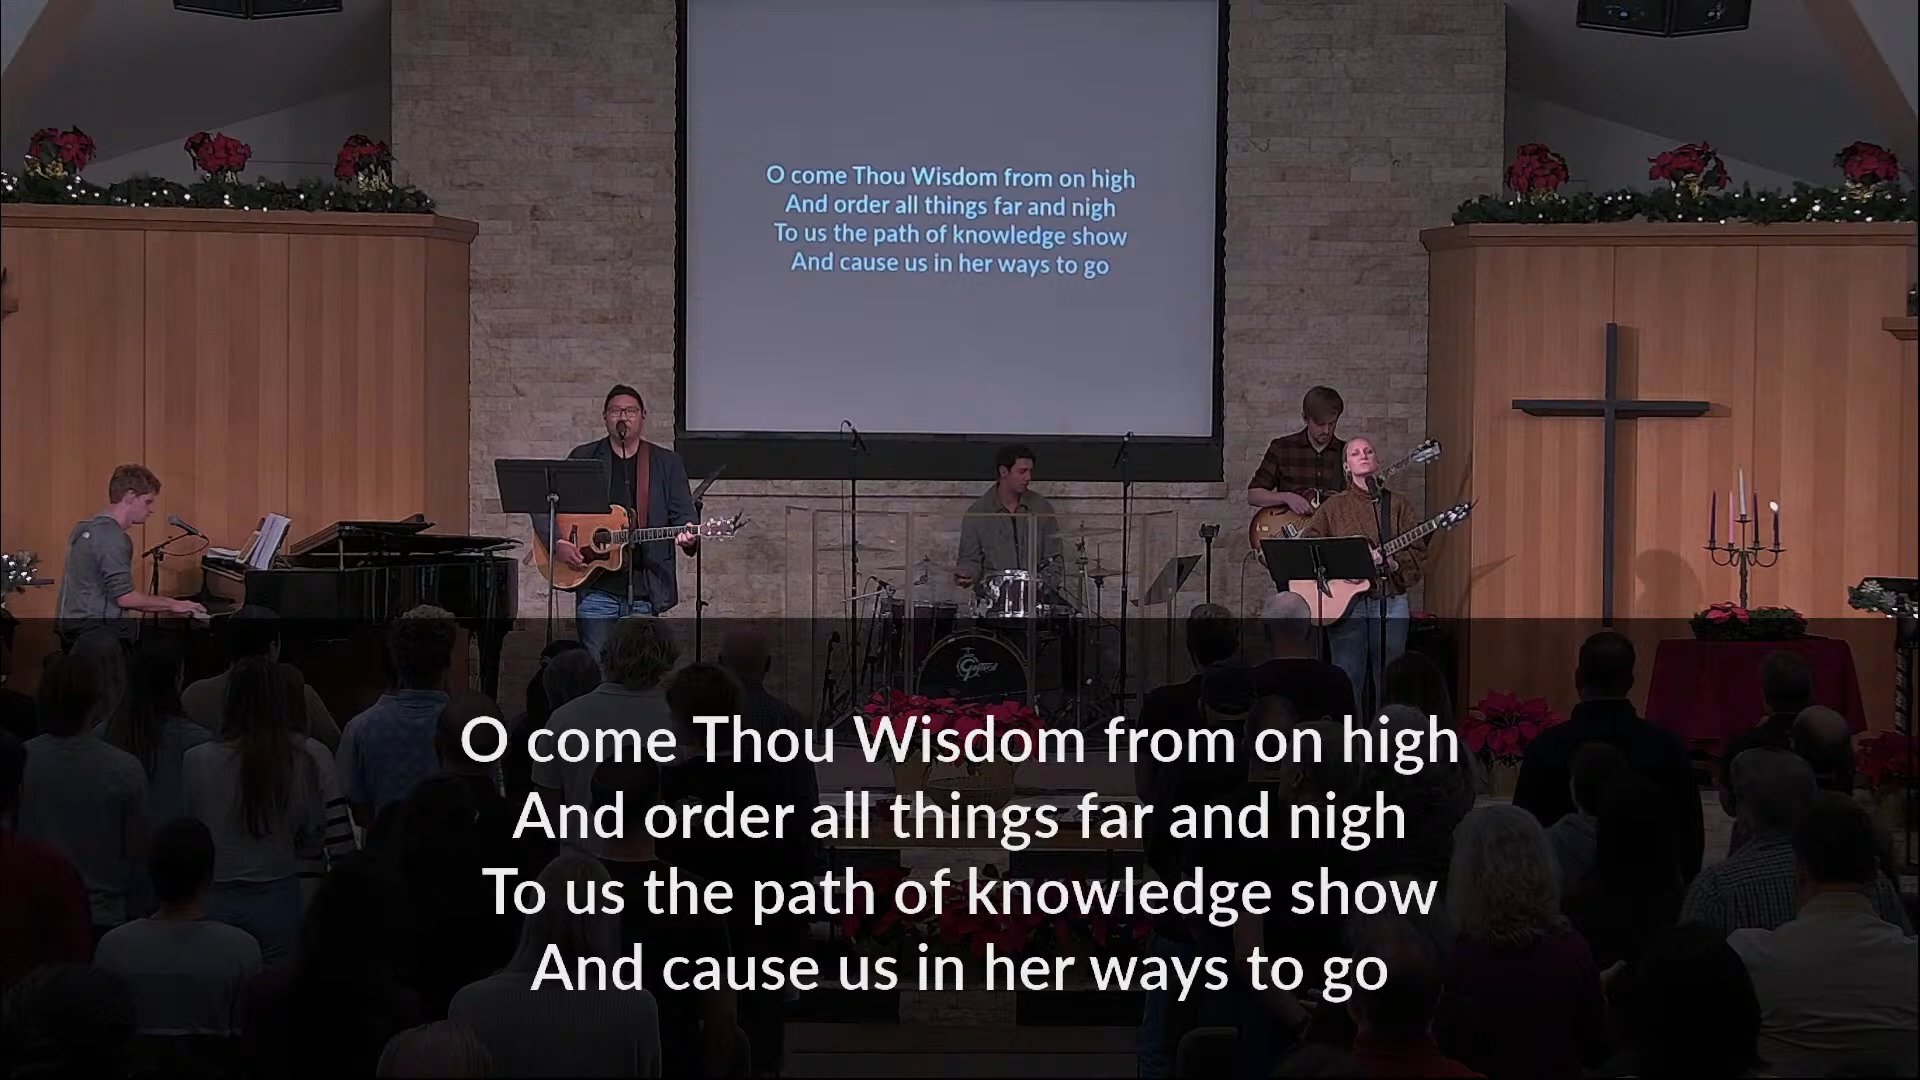 O come Thou Wisdom from on high
And order all things far and nigh
To us the path of knowledge show
And cause us in her ways to go
O come Thou Wisdom from on high
And order all things far and nigh
To us the path of knowledge show
And cause us in her ways to go